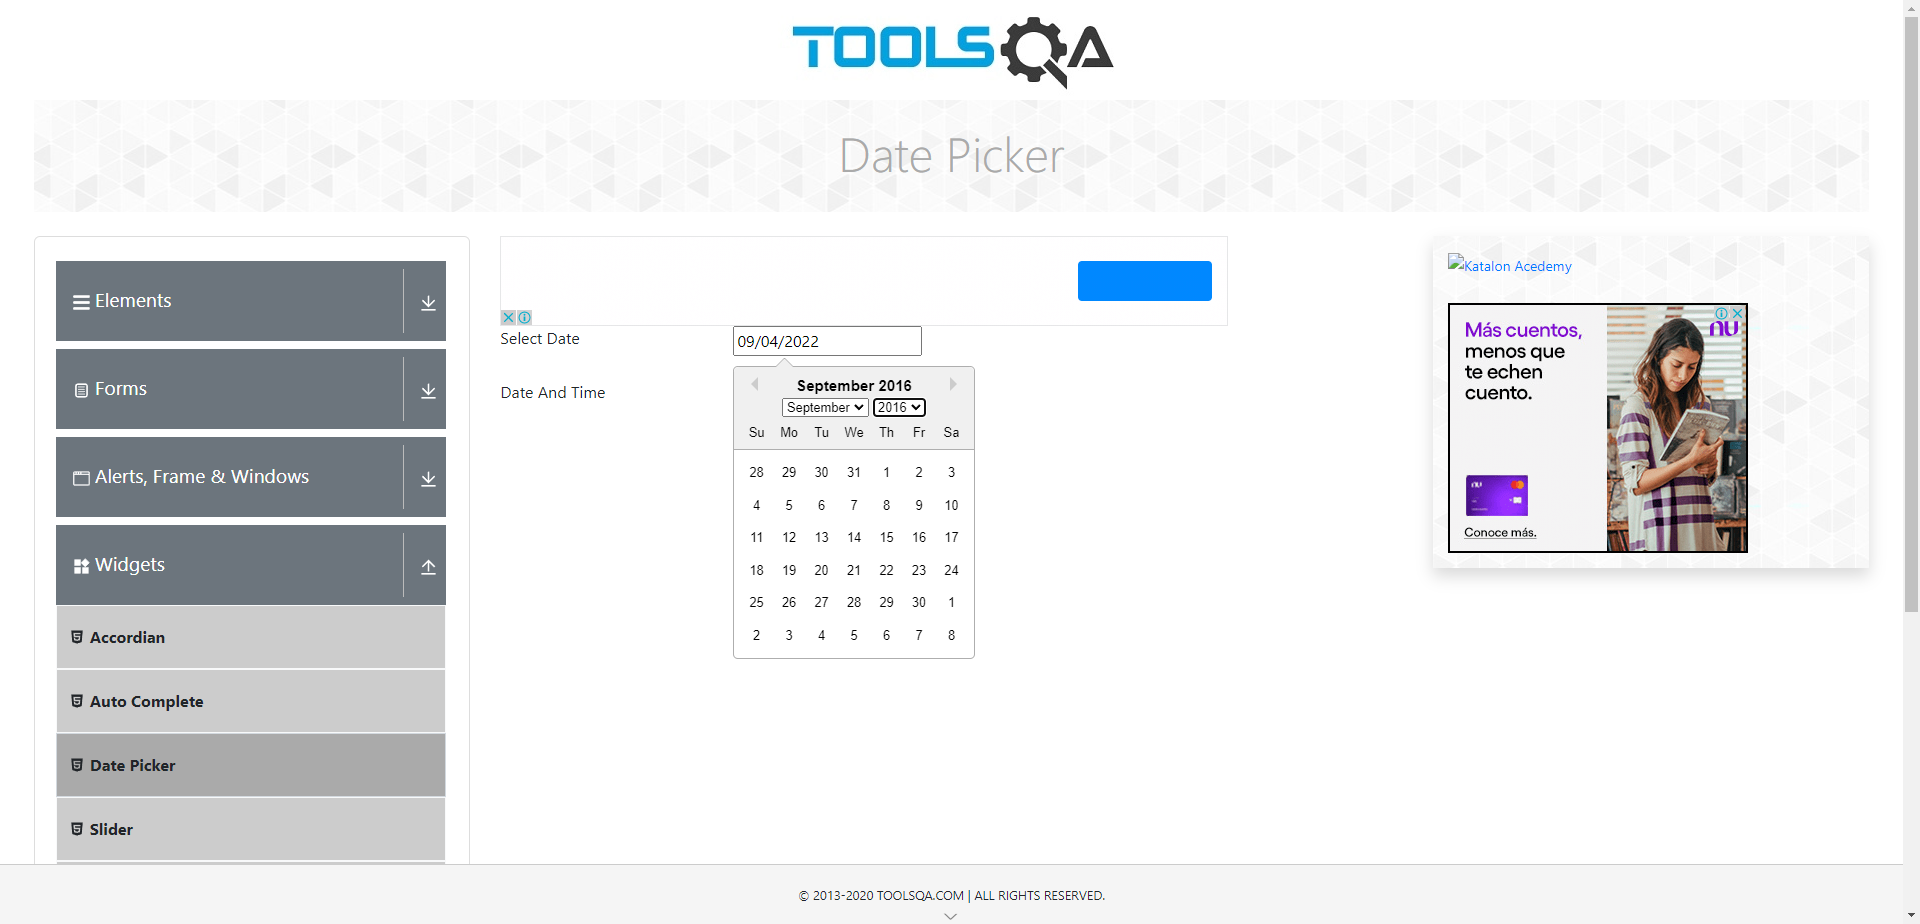 TOOLSQA
Date Picker
Elements
Forms
Alerts, Frame & Windows
Widgets
Accordian
Auto Complete
Date Picker
Slider
Select Date
09/04/2022
Date And Time
September 2016
September 2016
Su Mo Tu We Th Fr Sa
28 29 30 31 1 2 3
4 5 6 7 8 9 10
11 12 13 14 15 16 17
18 19 20 21 22 23 24
25 26 27 28 29 30 1
2 3 4 5 6 7 8
Katalon Acedemy
Más cuentos,
menos que
te echen
cuento.
nu
nu
Conoce más.
© 2013-2020 TOOLSQA.COM | ALL RIGHTS RESERVED.